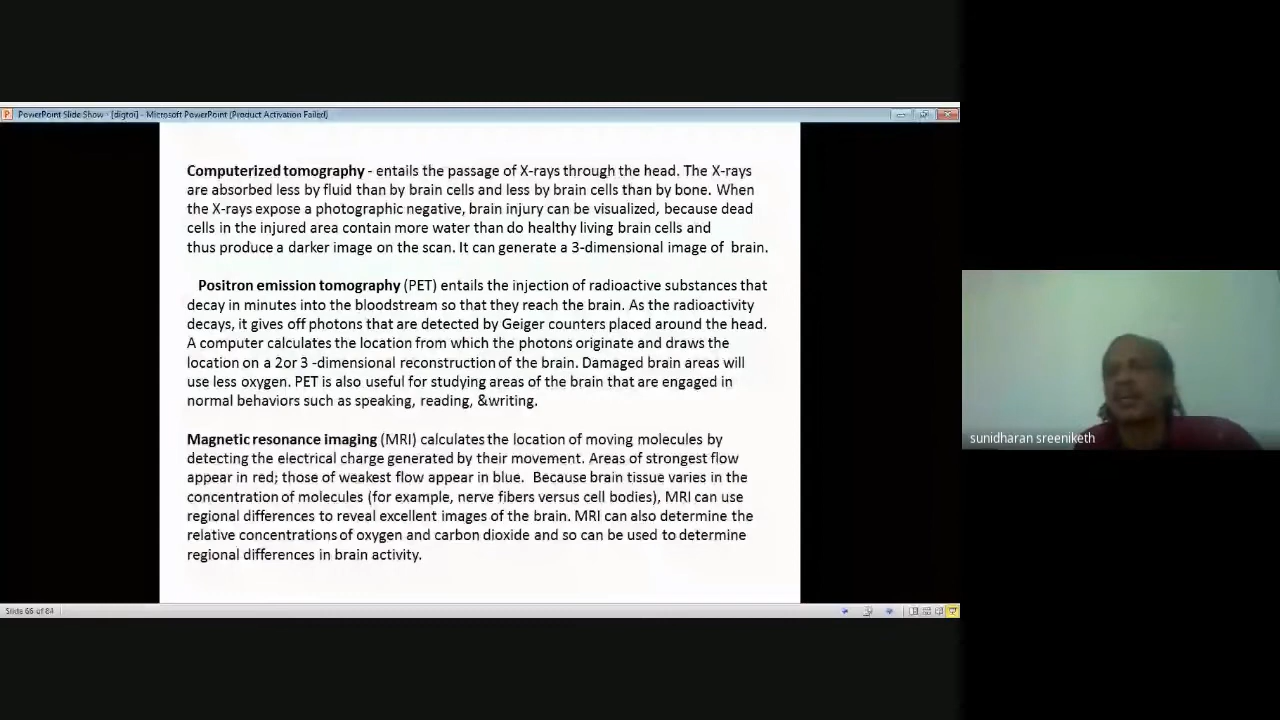 PowerPoint Slide Show - [digtoi] - Microsoft PowerPoint (Product Activation Failed)
Computerized tomography - entails the passage of X-rays through the head. The X-rays
are absorbed less by fluid than by brain cells and less by brain cells than by bone. When
the X-rays expose a photographic negative, brain injury can be visualized, because dead
cells in the injured area contain more water than do healthy living brain cells and
thus produce a darker image on the scan. It can generate a 3-dimensional image of brain.
Positron emission tomography (PET) entails the injection of radioactive substances that
decay in minutes into the bloodstream so that they reach the brain. As the radioactivity
decays, it gives off photons that are detected by Geiger counters placed around the head.
A computer calculates the location from which the photons originate and draws the
location on a 2or 3 -dimensional reconstruction of the brain. Damaged brain areas will
use less oxygen. PET is also useful for studying areas of the brain that are engaged in
normal behaviors such as speaking, reading, &writing.
Magnetic resonance imaging (MRI) calculates the location of moving molecules by
detecting the electrical charge generated by their movement. Areas of strongest flow
appear in red; those of weakest flow appear in blue. Because brain tissue varies in the
concentration of molecules (for example, nerve fibers versus cell bodies), MRI can use
regional differences to reveal excellent images of the brain. MRI can also determine the
relative concentrations of oxygen and carbon dioxide and so can be used to determine
regional differences in brain activity.
sunidharan sreeniketh
Slide 66 of 84